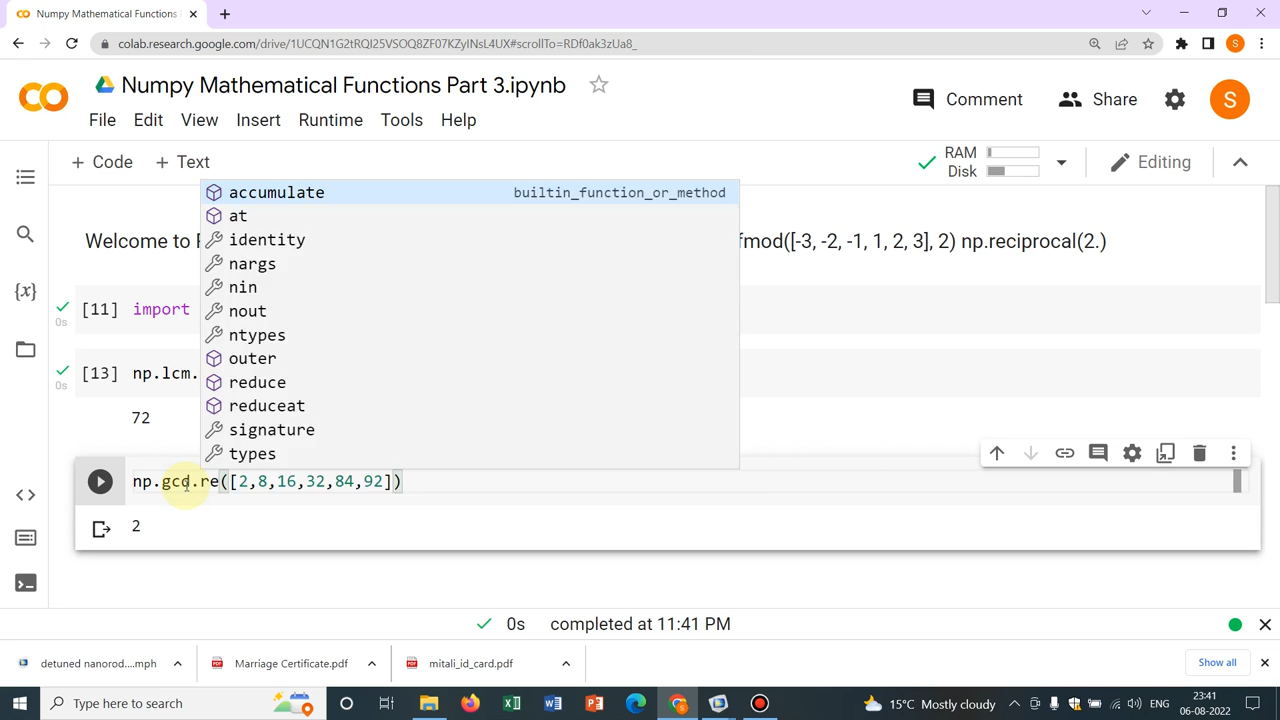 Numpy Mathematical Functions
colab.research.google.com/drive/1UCQN1G2tRQI25VSOQ8ZF07KZyINsL4UX#scrollTo=RDf0ak3zUa8_
S
Numpy Mathematical Functions Part 3.ipynb
Comment
Share
S
File Edit View Insert Runtime Tools Help
+ Code + Text
RAM
Disk
Editing
accumulate builtin_function_or_method
at
identity
nargs
nin
nout
ntypes
outer
reduce
reduceat
signature
types
Welcome to
fmod([-3, -2, -1, 1, 2, 3], 2) np.reciprocal(2.)
[11] import
0s
[13] np.lcm.
0s
72
np.gcd.re([2,8,16,32,84,92])
2
0s completed at 11:41 PM
detuned nanorod....mph
Marriage Certificate.pdf
mitali_id_card.pdf
Show all
Type here to search
15°C Mostly cloudy
ENG
23:41
06-08-2022